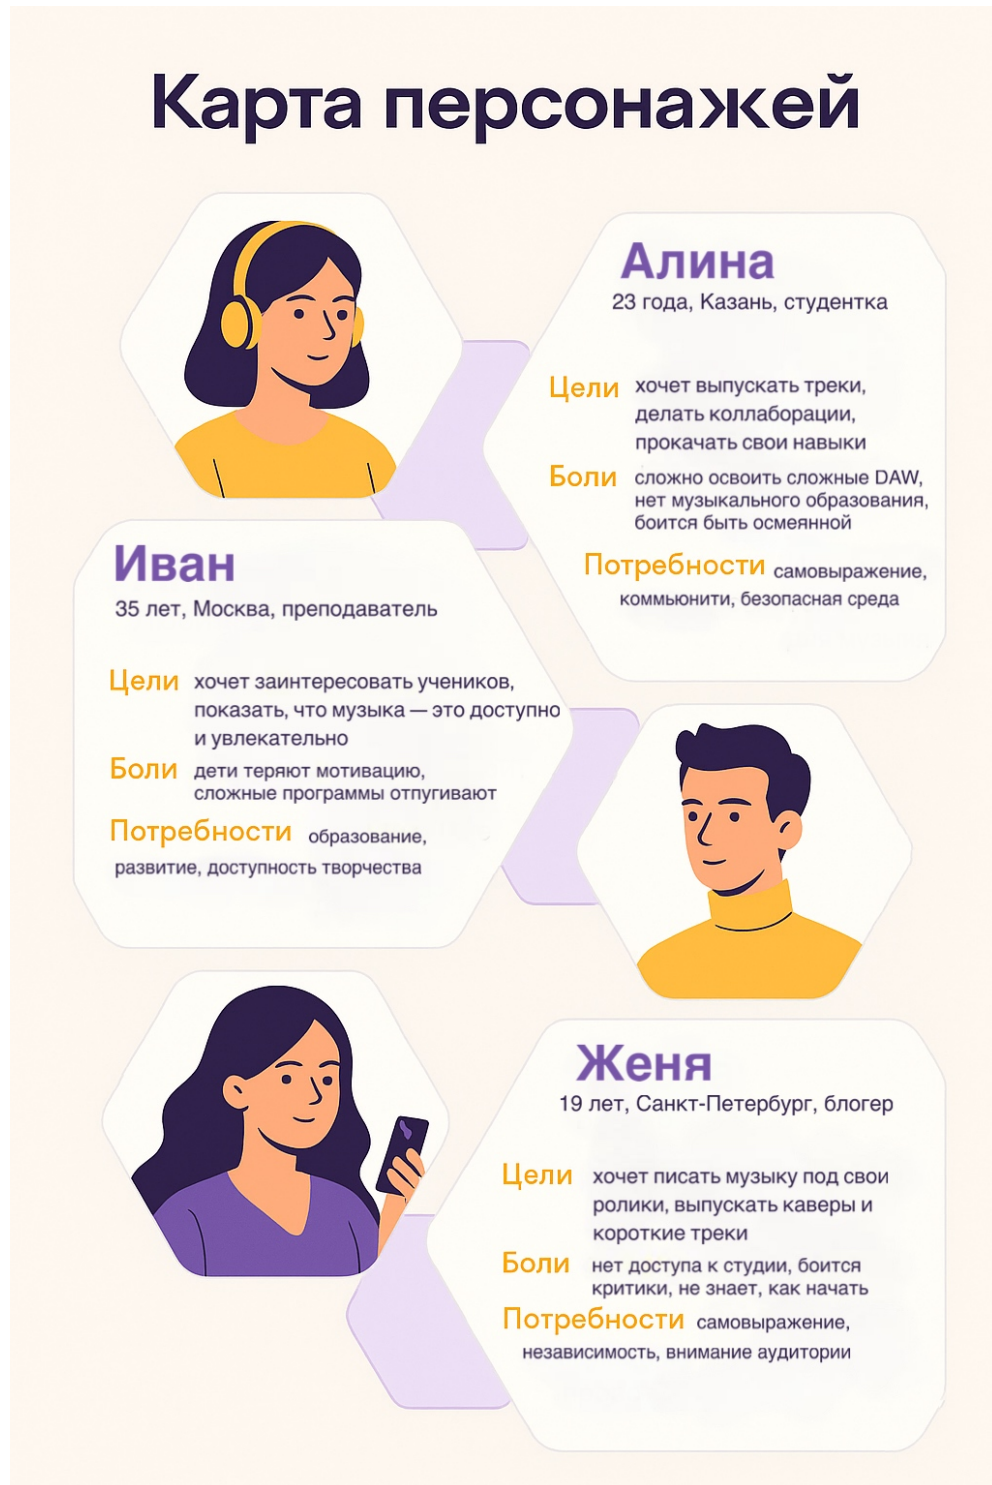 Карта персонажей
Алина
23 года, Казань, студентка
Цели хочет выпускать треки,
делать коллаборации,
прокачать свои навыки
Боли сложно освоить сложные DAW,
нет музыкального образования,
боится быть осмеянной
Потребности самовыражение,
коммьюнити, безопасная среда
Иван
35 лет, Москва, преподаватель
Цели хочет заинтересовать учеников,
показать, что музыка — это доступно
и увлекательно
Боли дети теряют мотивацию,
сложные программы отпугивают
Потребности образование,
развитие, доступность творчества
Женя
19 лет, Санкт-Петербург, блогер
Цели хочет писать музыку под свои
ролики, выпускать каверы и
короткие треки
Боли нет доступа к студии, боится
критики, не знает, как начать
Потребности самовыражение,
независимость, внимание аудитории